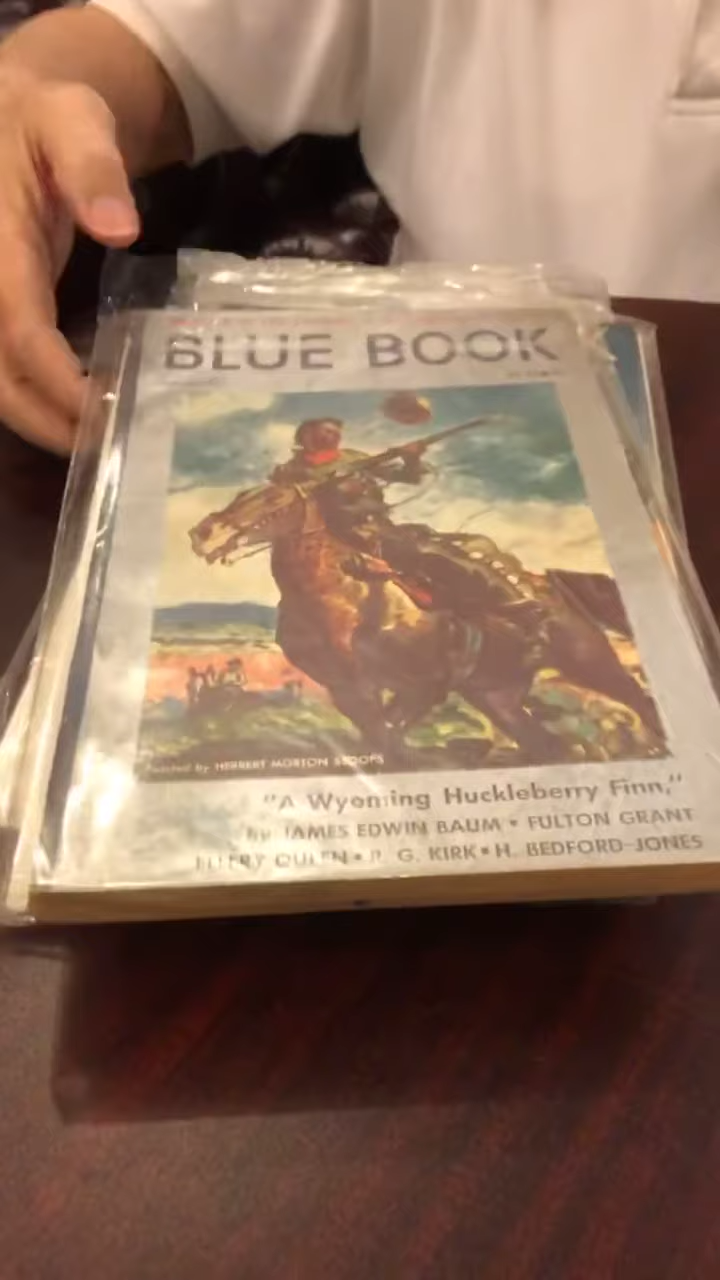 BLUE BOOK
Painted by HERBERT MORTON STOOPS
"A Wyoming Huckleberry Finn,"
by JAMES EDWIN BAUM • FULTON GRANT
ELLERY QUEEN • R. G. KIRK • H. BEDFORD-JONES